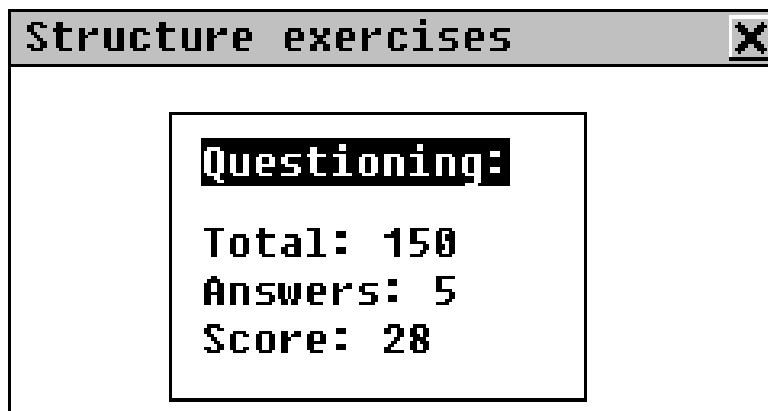 Structure exercises
Questioning:
Total: 150
Answers: 5
Score: 28